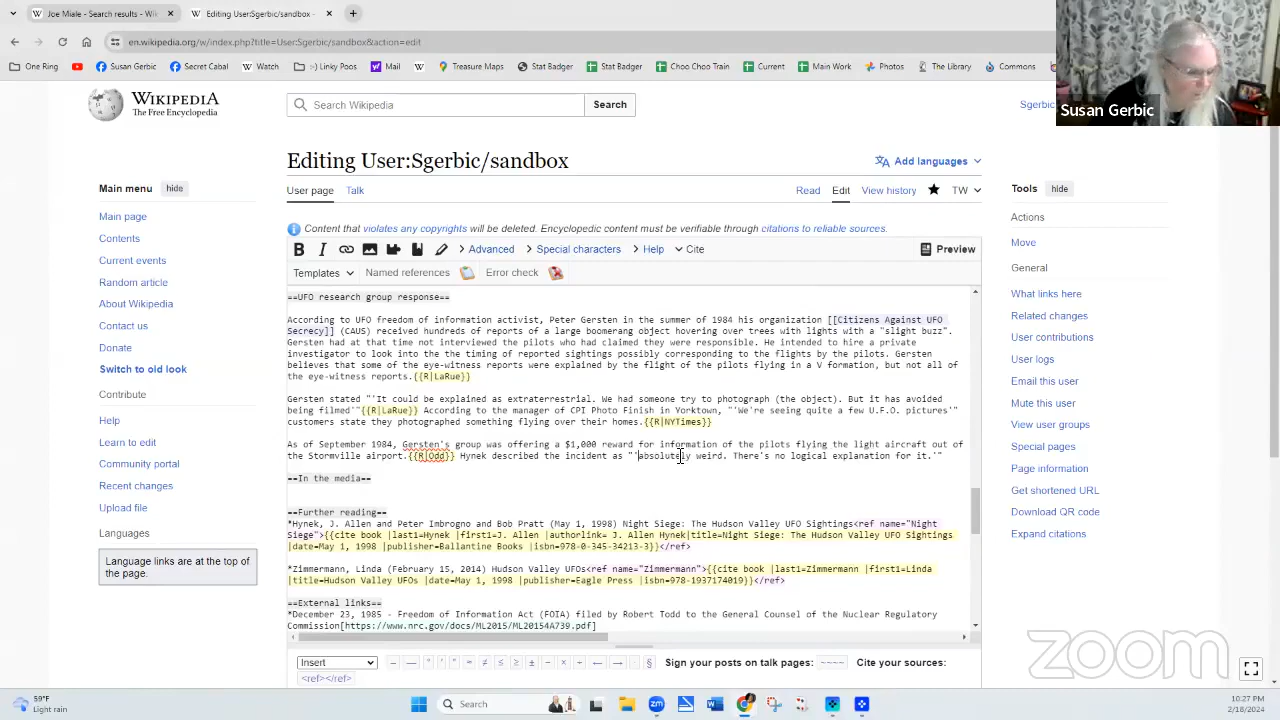 Joe Miale - Wikipedia
Editing User:Sgerbic/sandbox
en.wikipedia.org/w/index.php?title=User:Sgerbic/sandbox&action=edit
One Ring
Susan Gerbic
Secret Cabal
Watch
:-) Linky Poo:)
Mail
Treasure Maps
Stat Badger
Stat Badger
Choo Choo Train
Current
Main Work
Photos
The Library
Commons
Susan Gerbic
WIKIPEDIA
The Free Encyclopedia
Search Wikipedia
Search
Sgerbic
Editing User:Sgerbic/sandbox
Add languages
User page Talk
Read Edit View history TW
Main menu hide
Main page
Contents
Current events
Random article
About Wikipedia
Contact us
Donate
Switch to old look
Contribute
Help
Learn to edit
Community portal
Recent changes
Upload file
Languages
Language links are at the top of
the page.
Content that violates any copyrights will be deleted. Encyclopedic content must be verifiable through citations to reliable sources.
B I Advanced Special characters Help Cite Preview
Templates Named references Error check
==UFO research group response==
According to UFO freedom of information activist, Peter Gersten in the summer of 1984 his organization [[Citizens Against UFO
Secrecy]] (CAUS) received hundreds of reports of a large boomerang object hovering over trees with lights with a "slight buzz".
Gersten had at that time not interviewed the pilots who had claimed they were responsible. He intended to hire a private
investigator to look into the the timing of reported sightings possibly corresponding to the flights by the pilots. Gersten
believes that some of the eye-witness reports were explained by the flight of the pilots flying in a V formation, but not all of
the eye-witness reports.{{R|LaRue}}
Gersten stated "'It could be explained as extraterrestrial. We had someone try to photograph (the object). But it has avoided
being filmed'"{{R|LaRue}} According to the manager of CPI Photo Finish in Yorktown, "'We're seeing quite a few U.F.O. pictures'"
customers state they photographed something flying over their homes.{{R|NYTimes}}
As of September 1984, Gersten's group was offering a $1,000 reward for information of the pilots flying the light aircraft out of
the Stormville airport.{{R|Odd}} Hynek described the incident as "'absolutely weird. There's no logical explanation for it.'"
==In the media==
==Further reading==
*Hynek, J. Allen and Peter Imbrogno and Bob Pratt (May 1, 1998) Night Siege: The Hudson Valley UFO Sightings<ref name="Night
Siege">{{cite book |last1=Hynek |first1=J. Allen |authorlink= J. Allen Hynek|title=Night Siege: The Hudson Valley UFO Sightings
|date=May 1, 1998 |publisher=Ballantine Books |isbn=978-0-345-34213-3}}</ref>
*Zimmermann, Linda (February 15, 2014) Hudson Valley UFOs<ref name="Zimmerman">{{cite book |last1=Zimmermann |first1=Linda
|title=Hudson Valley UFOs |date=May 1, 1998 |publisher=Eagle Press |isbn=978-1937174019}}</ref>
==External links==
*December 23, 1985 - Freedom of Information Act (FOIA) filed by Robert Todd to the General Counsel of the Nuclear Regulatory
Commission[https://www.nrc.gov/docs/ML2015/ML20154A739.pdf]
Insert
– — ° ′ ″ ≈ ≠ ≤ ≥ ± − × ÷ ← → · §
Sign your posts on talk pages: ~~~~ Cite your sources:
<ref></ref>
Tools hide
Actions
Move
General
What links here
Related changes
User contributions
User logs
Email this user
Mute this user
View user groups
Special pages
Page information
Get shortened URL
Download QR code
Expand citations
zoom
59°F
Light rain
Search
10:27 PM
2/18/2024